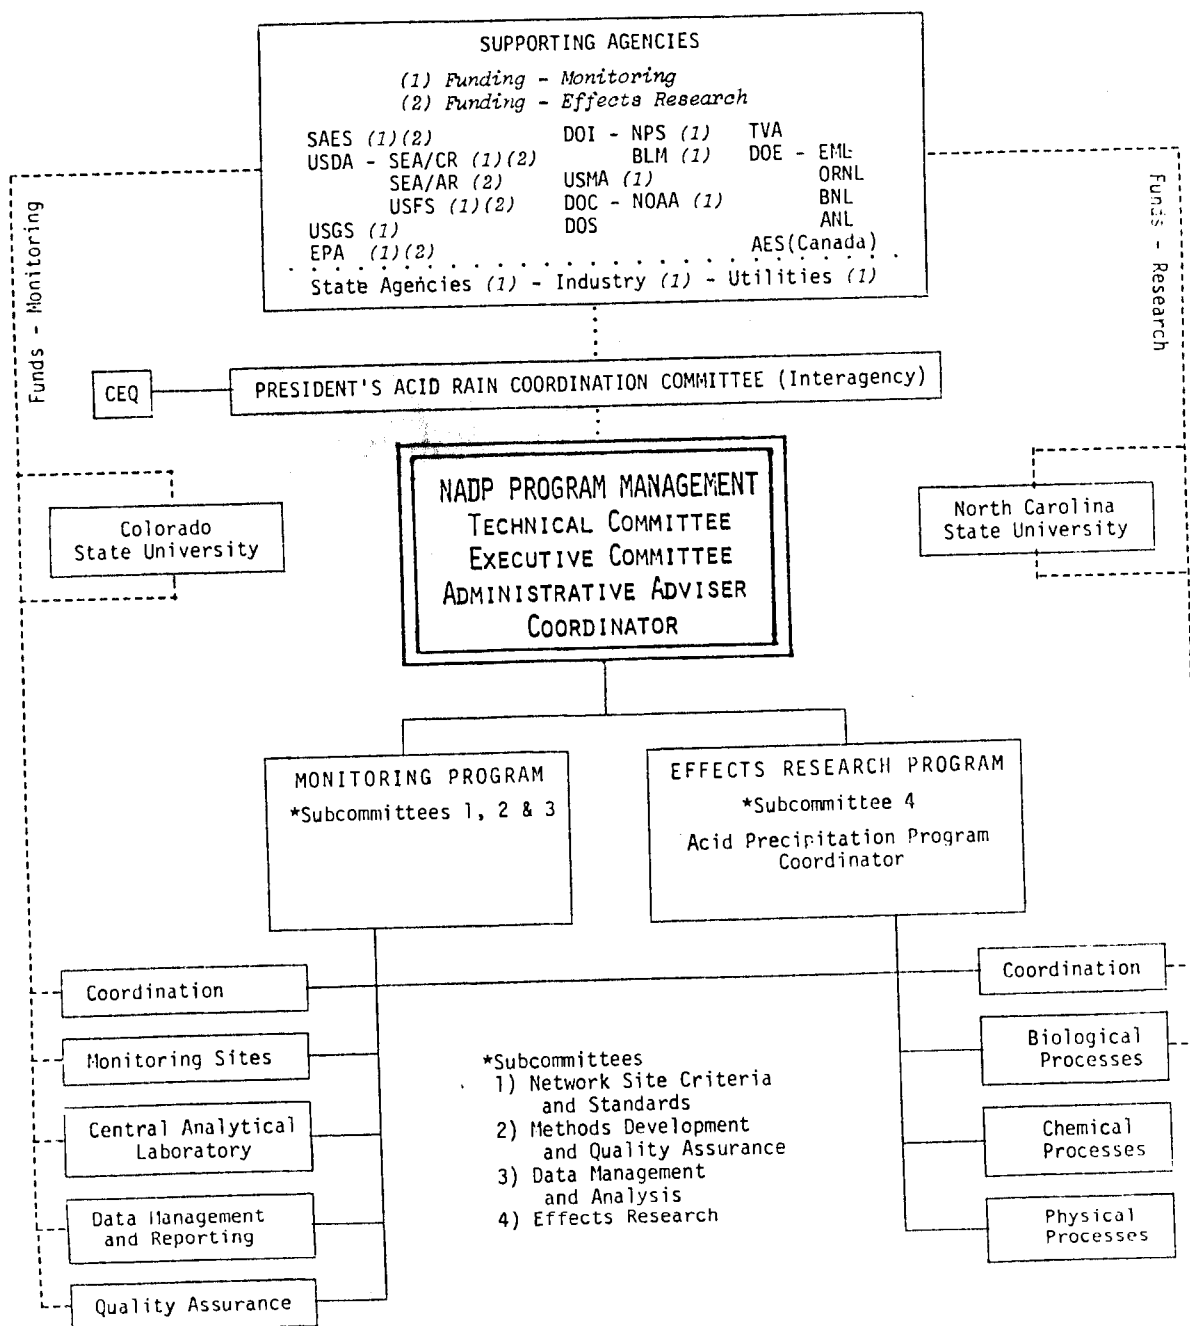 SUPPORTING AGENCIES
(1) Funding - Monitoring
(2) Funding - Effects Research
SAES (1)(2)
USDA - SEA/CR (1)(2)
SEA/AR (2)
USFS (1)(2)
USGS (1)
EPA (1)(2)
DOI - NPS (1)
BLM (1)
USMA (1)
DOC - NOAA (1)
DOS
TVA
DOE - EML
ORNL
BNL
ANL
AES(Canada)
State Agencies (1) - Industry (1) - Utilities (1)
Funds - Monitoring
Funds - Research
CEQ
PRESIDENT'S ACID RAIN COORDINATION COMMITTEE (Interagency)
NADP PROGRAM MANAGEMENT
TECHNICAL COMMITTEE
EXECUTIVE COMMITTEE
ADMINISTRATIVE ADVISER
COORDINATOR
Colorado
State University
North Carolina
State University
MONITORING PROGRAM
*Subcommittees 1, 2 & 3
EFFECTS RESEARCH PROGRAM
*Subcommittee 4
Acid Precipitation Program
Coordinator
Coordination
Monitoring Sites
Central Analytical
Laboratory
Data Management
and Reporting
Quality Assurance
*Subcommittees
1) Network Site Criteria
and Standards
2) Methods Development
and Quality Assurance
3) Data Management
and Analysis
4) Effects Research
Coordination
Biological
Processes
Chemical
Processes
Physical
Processes